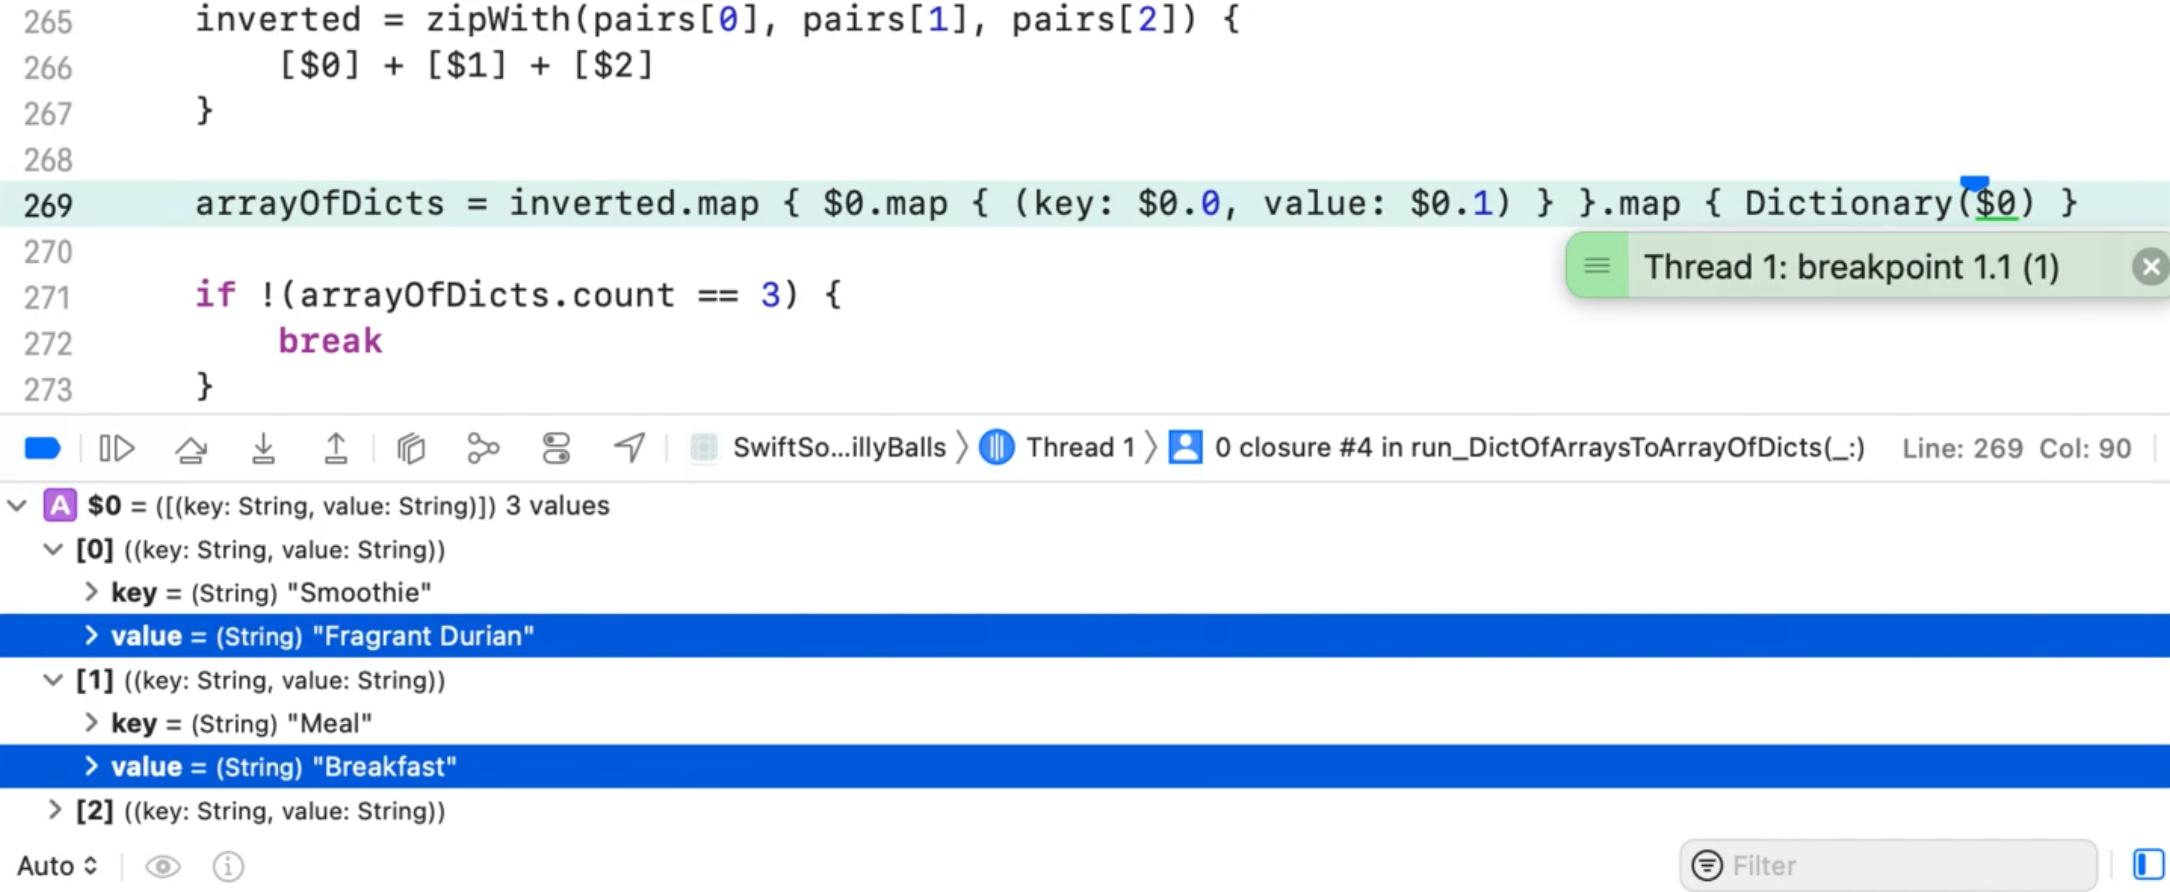 265 inverted = zipWith(pairs[0], pairs[1], pairs[2]) {
266 [$0] + [$1] + [$2]
267 }
268
269 arrayOfDicts = inverted.map { $0.map { (key: $0.0, value: $0.1) } }.map { Dictionary($0) }
270
Thread 1: breakpoint 1.1 (1)
271 if !(arrayOfDicts.count == 3) {
272 break
273 }
SwiftSo...illyBalls Thread 1 0 closure #4 in run_DictOfArraysToArrayOfDicts(_:) Line: 269 Col: 90
A $0 = ([(key: String, value: String)]) 3 values
[0] ((key: String, value: String))
key = (String) "Smoothie"
value = (String) "Fragrant Durian"
[1] ((key: String, value: String))
key = (String) "Meal"
value = (String) "Breakfast"
[2] ((key: String, value: String))
Auto Filter